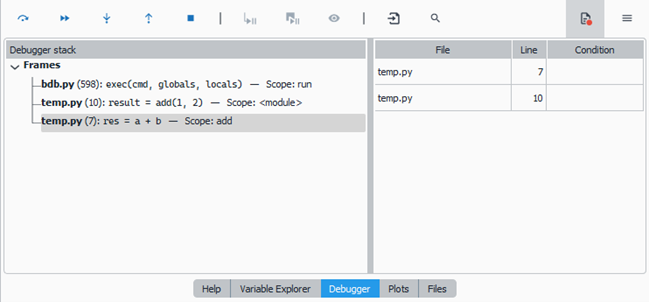 Debugger stack
Frames
bdb.py (598): exec(cmd, globals, locals) — Scope: run
temp.py (10): result = add(1, 2) — Scope: <module>
temp.py (7): res = a + b — Scope: add
File Line Condition
temp.py 7
temp.py 10
Help Variable Explorer Debugger Plots Files